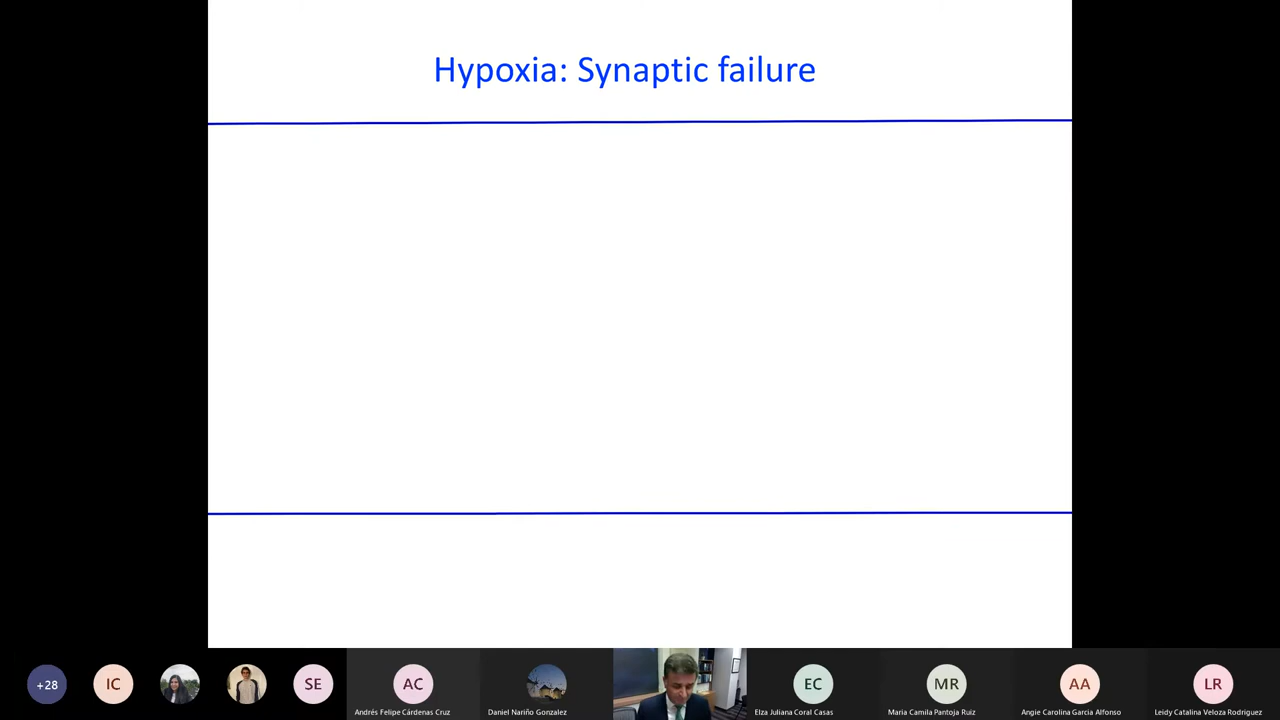 Hypoxia: Synaptic failure
+28
IC
SE
AC
EC
MR
AA
LR
Andrés Felipe Cárdenas Cruz
Daniel Nariño Gonzalez
Elza Juliana Coral Casas
Maria Camila Pantoja Ruiz
Angie Carolina Garcia Alfonso
Leidy Catalina Veloza Rodriguez